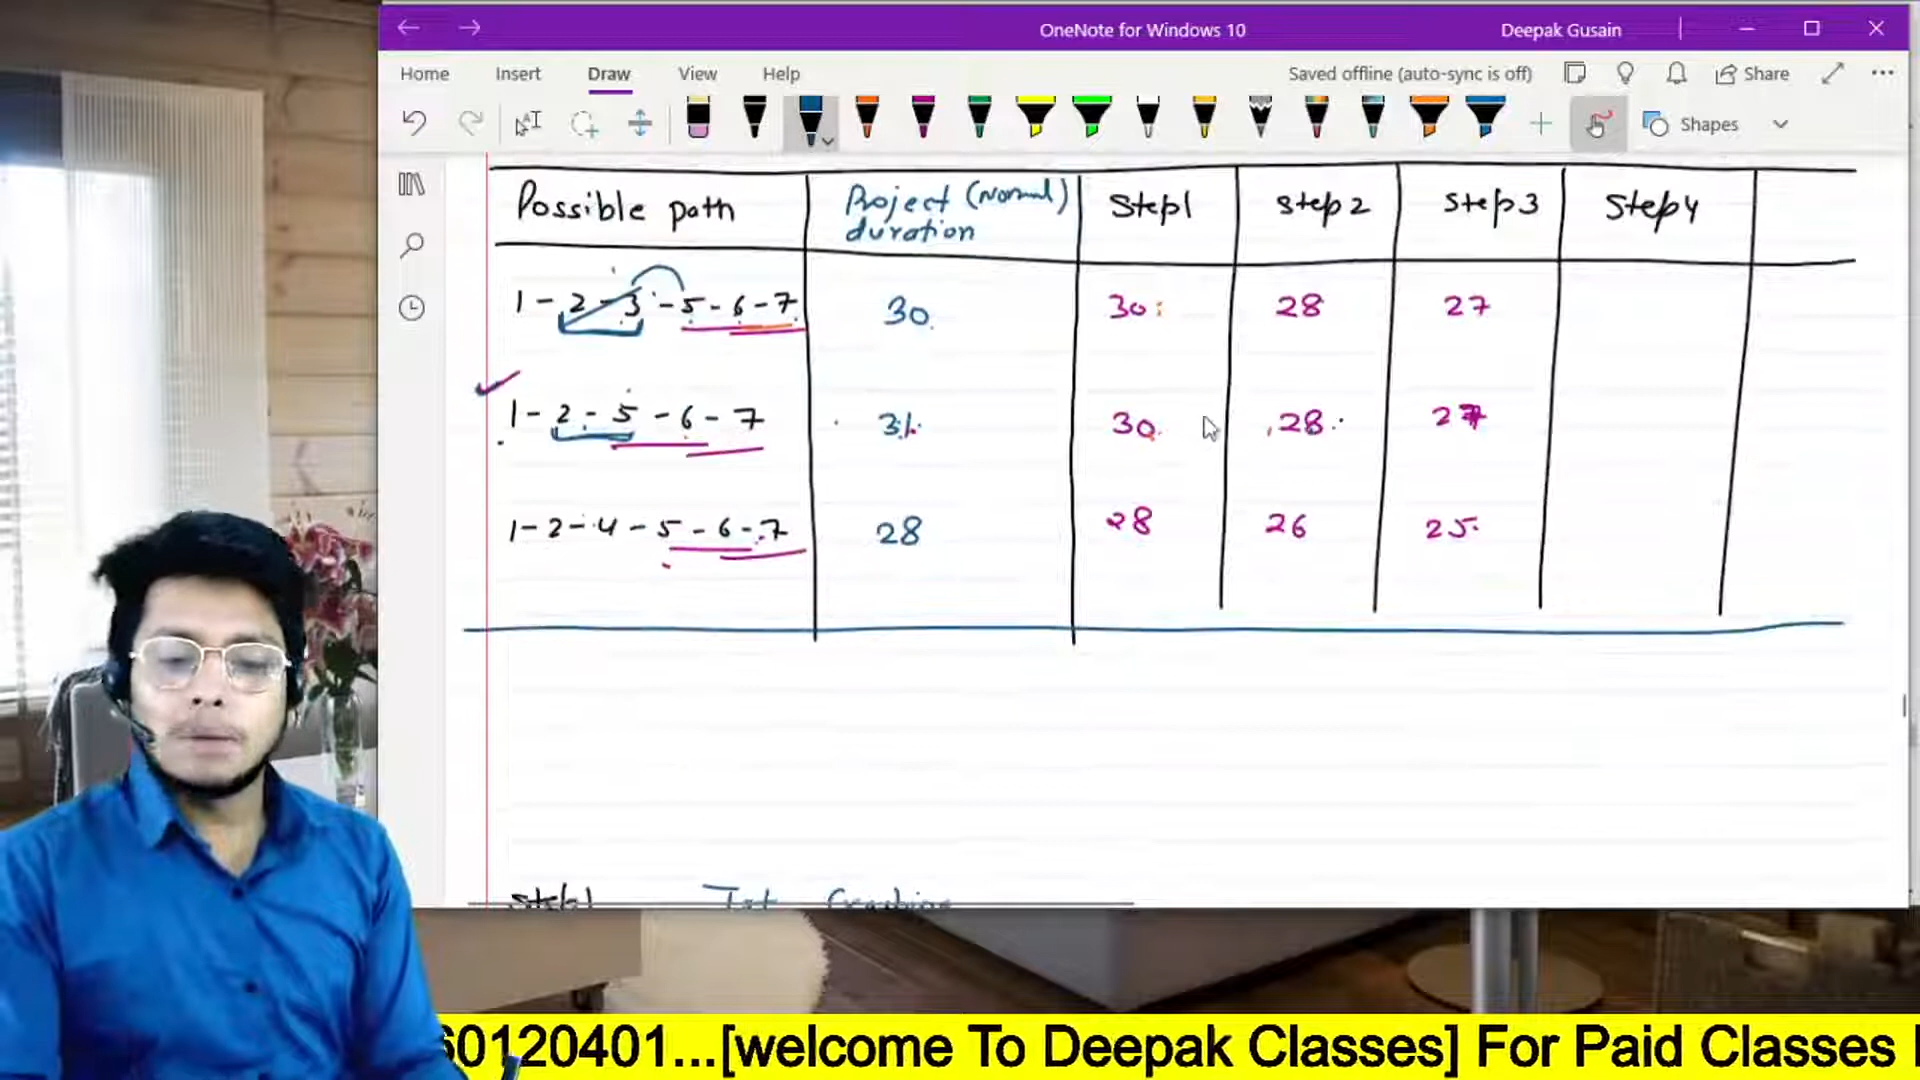 OneNote for Windows 10
Deepak Gusain
Home Insert Draw View Help
Saved offline (auto-sync is off)
Share
Shapes
Possible path Project (Normal) duration Step1 Step2 Step3 Step4
1 - 2 - 3 - 5 - 6 - 7 30 30 28 27
1 - 2 - 5 - 6 - 7 31 30 28 27
1 - 2 - 4 - 5 - 6 - 7 28 28 26 25
Step1 Crashing
60120401...[welcome To Deepak Classes] For Paid Classes